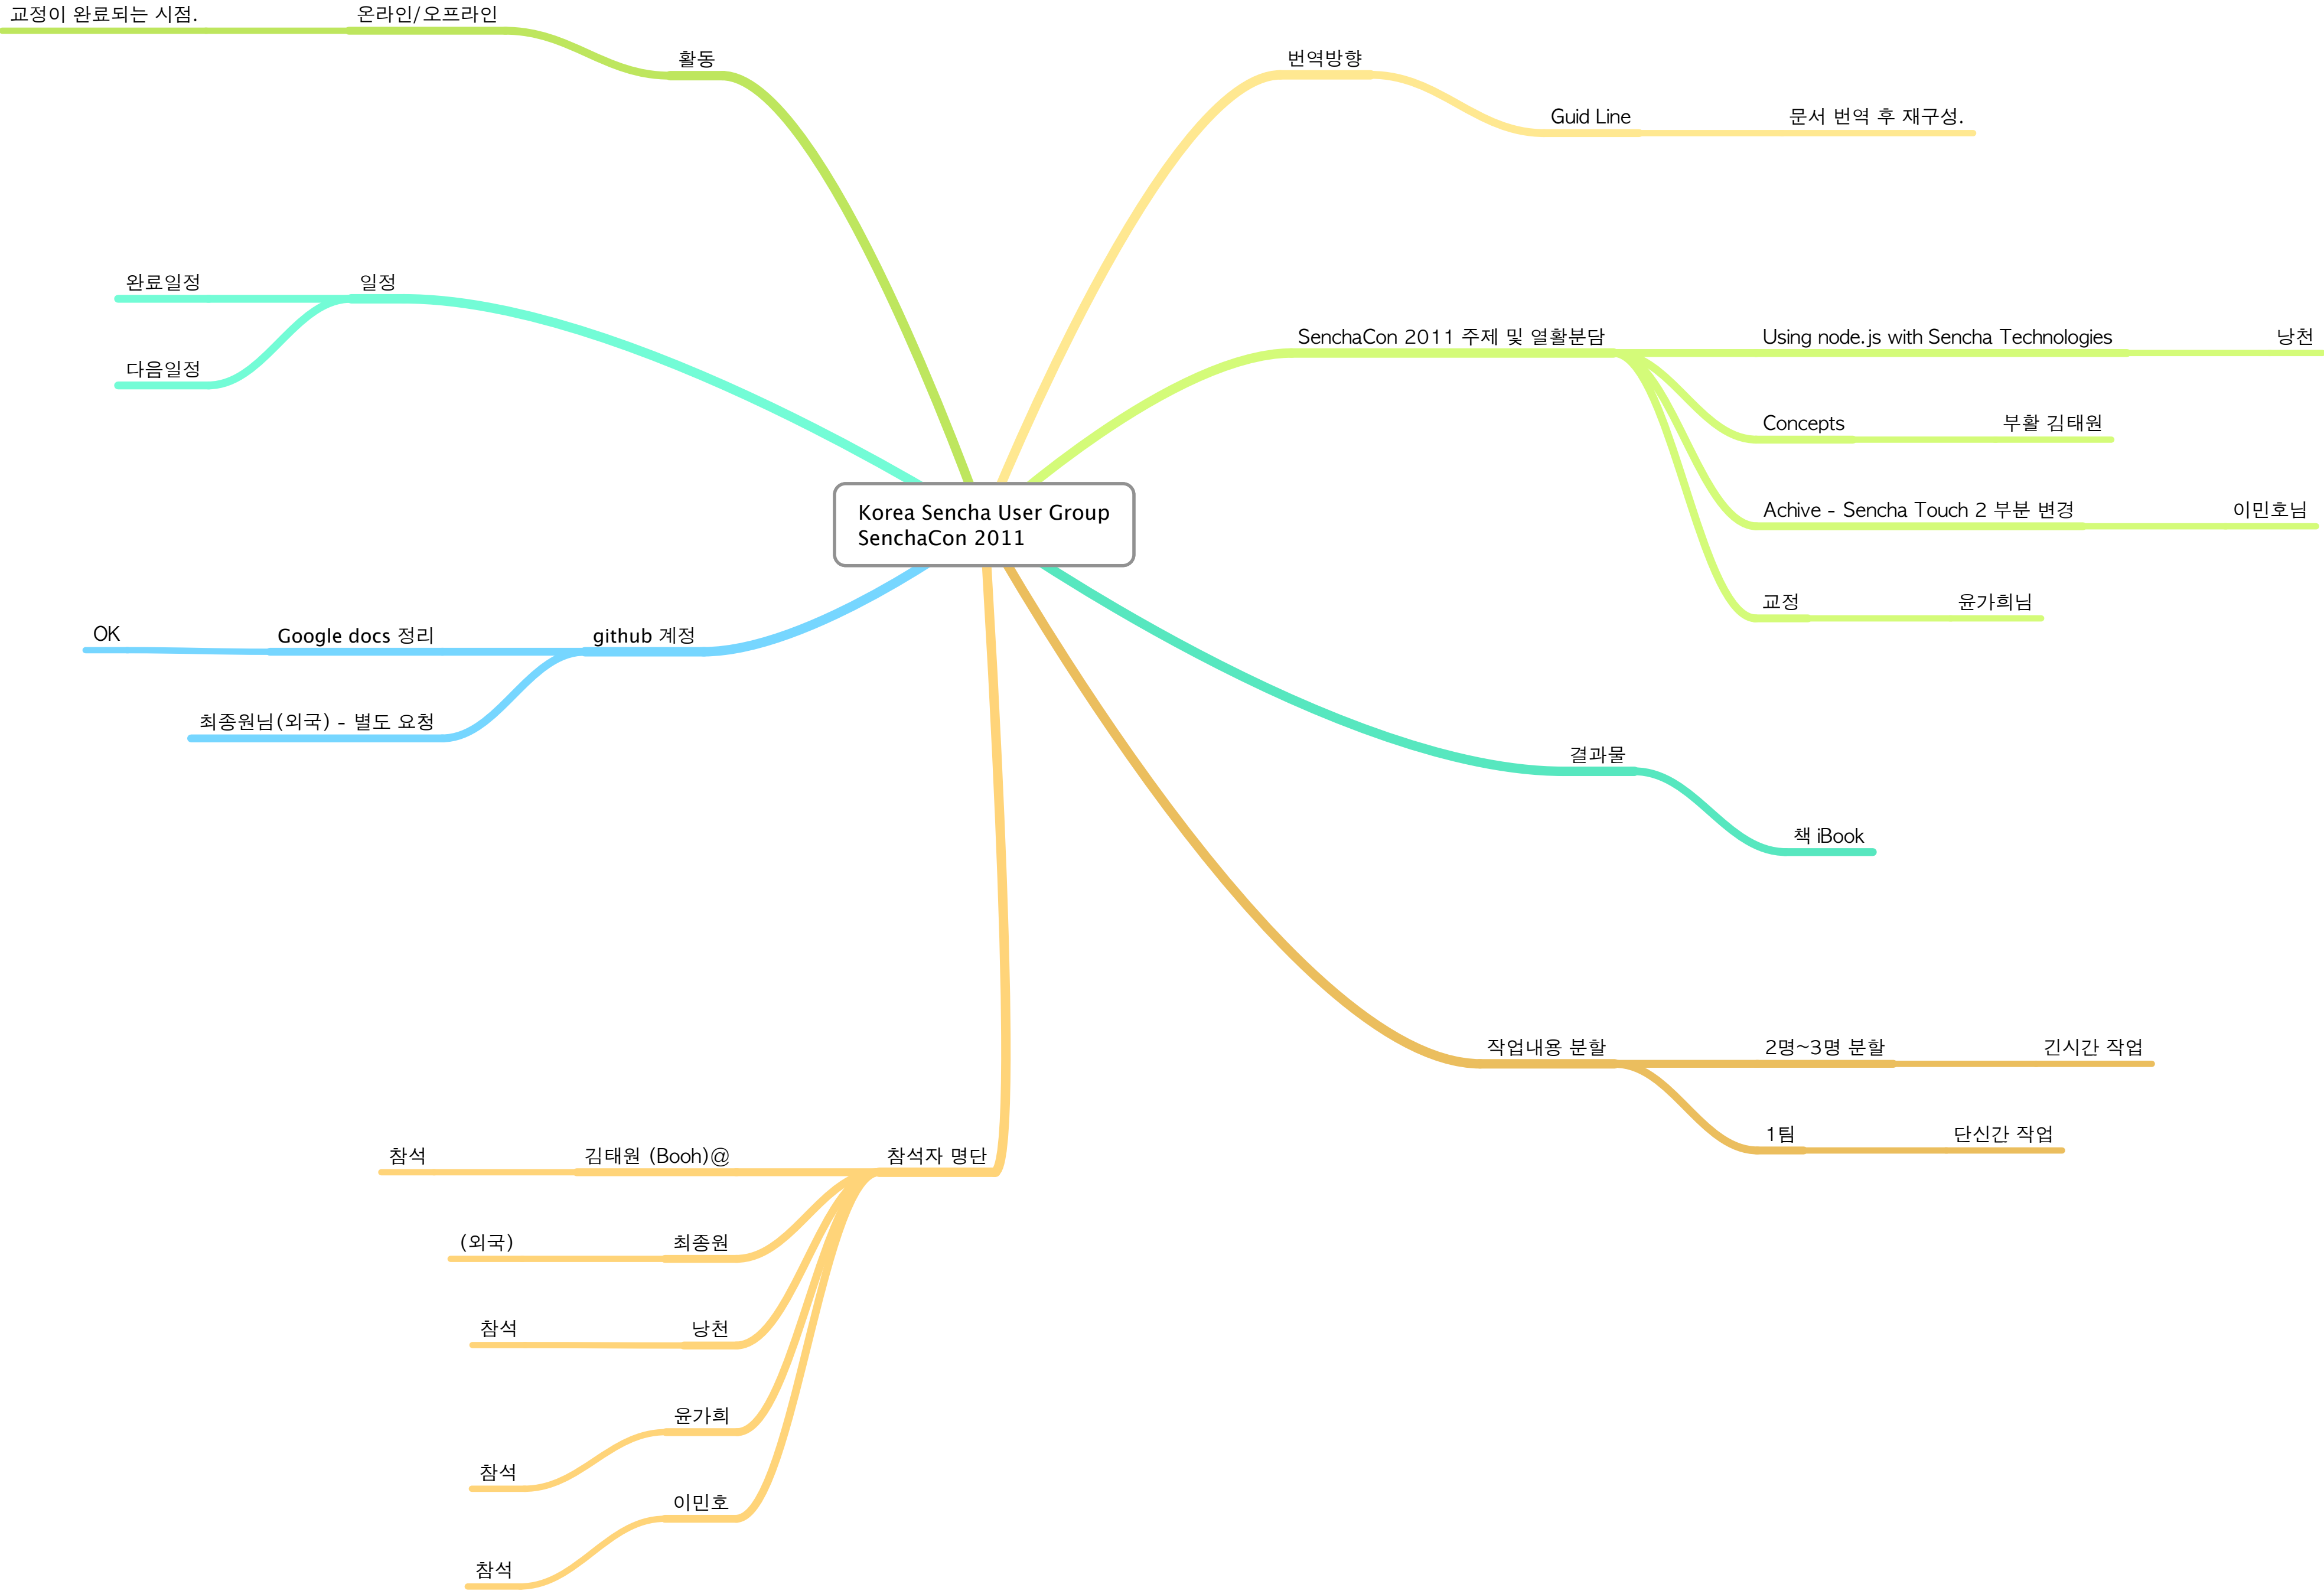 교정이 완료되는 시점.
온라인/오프라인
활동
번역방향
Guid Line
문서 번역 후 재구성.
완료일정
일정
다음일정
SenchaCon 2011 주제 및 열활분담
Using node.js with Sencha Technologies
낭천
Concepts
부활 김태원
Achive - Sencha Touch 2 부분 변경
이민호님
교정
윤가희님
Korea Sencha User Group
SenchaCon 2011
OK
Google docs 정리
github 계정
최종원님(외국) - 별도 요청
결과물
책 iBook
작업내용 분할
2명~3명 분할
긴시간 작업
1팀
단신간 작업
참석
김태원 (Booh)@
참석자 명단
(외국)
최종원
참석
낭천
윤가희
참석
이민호
참석